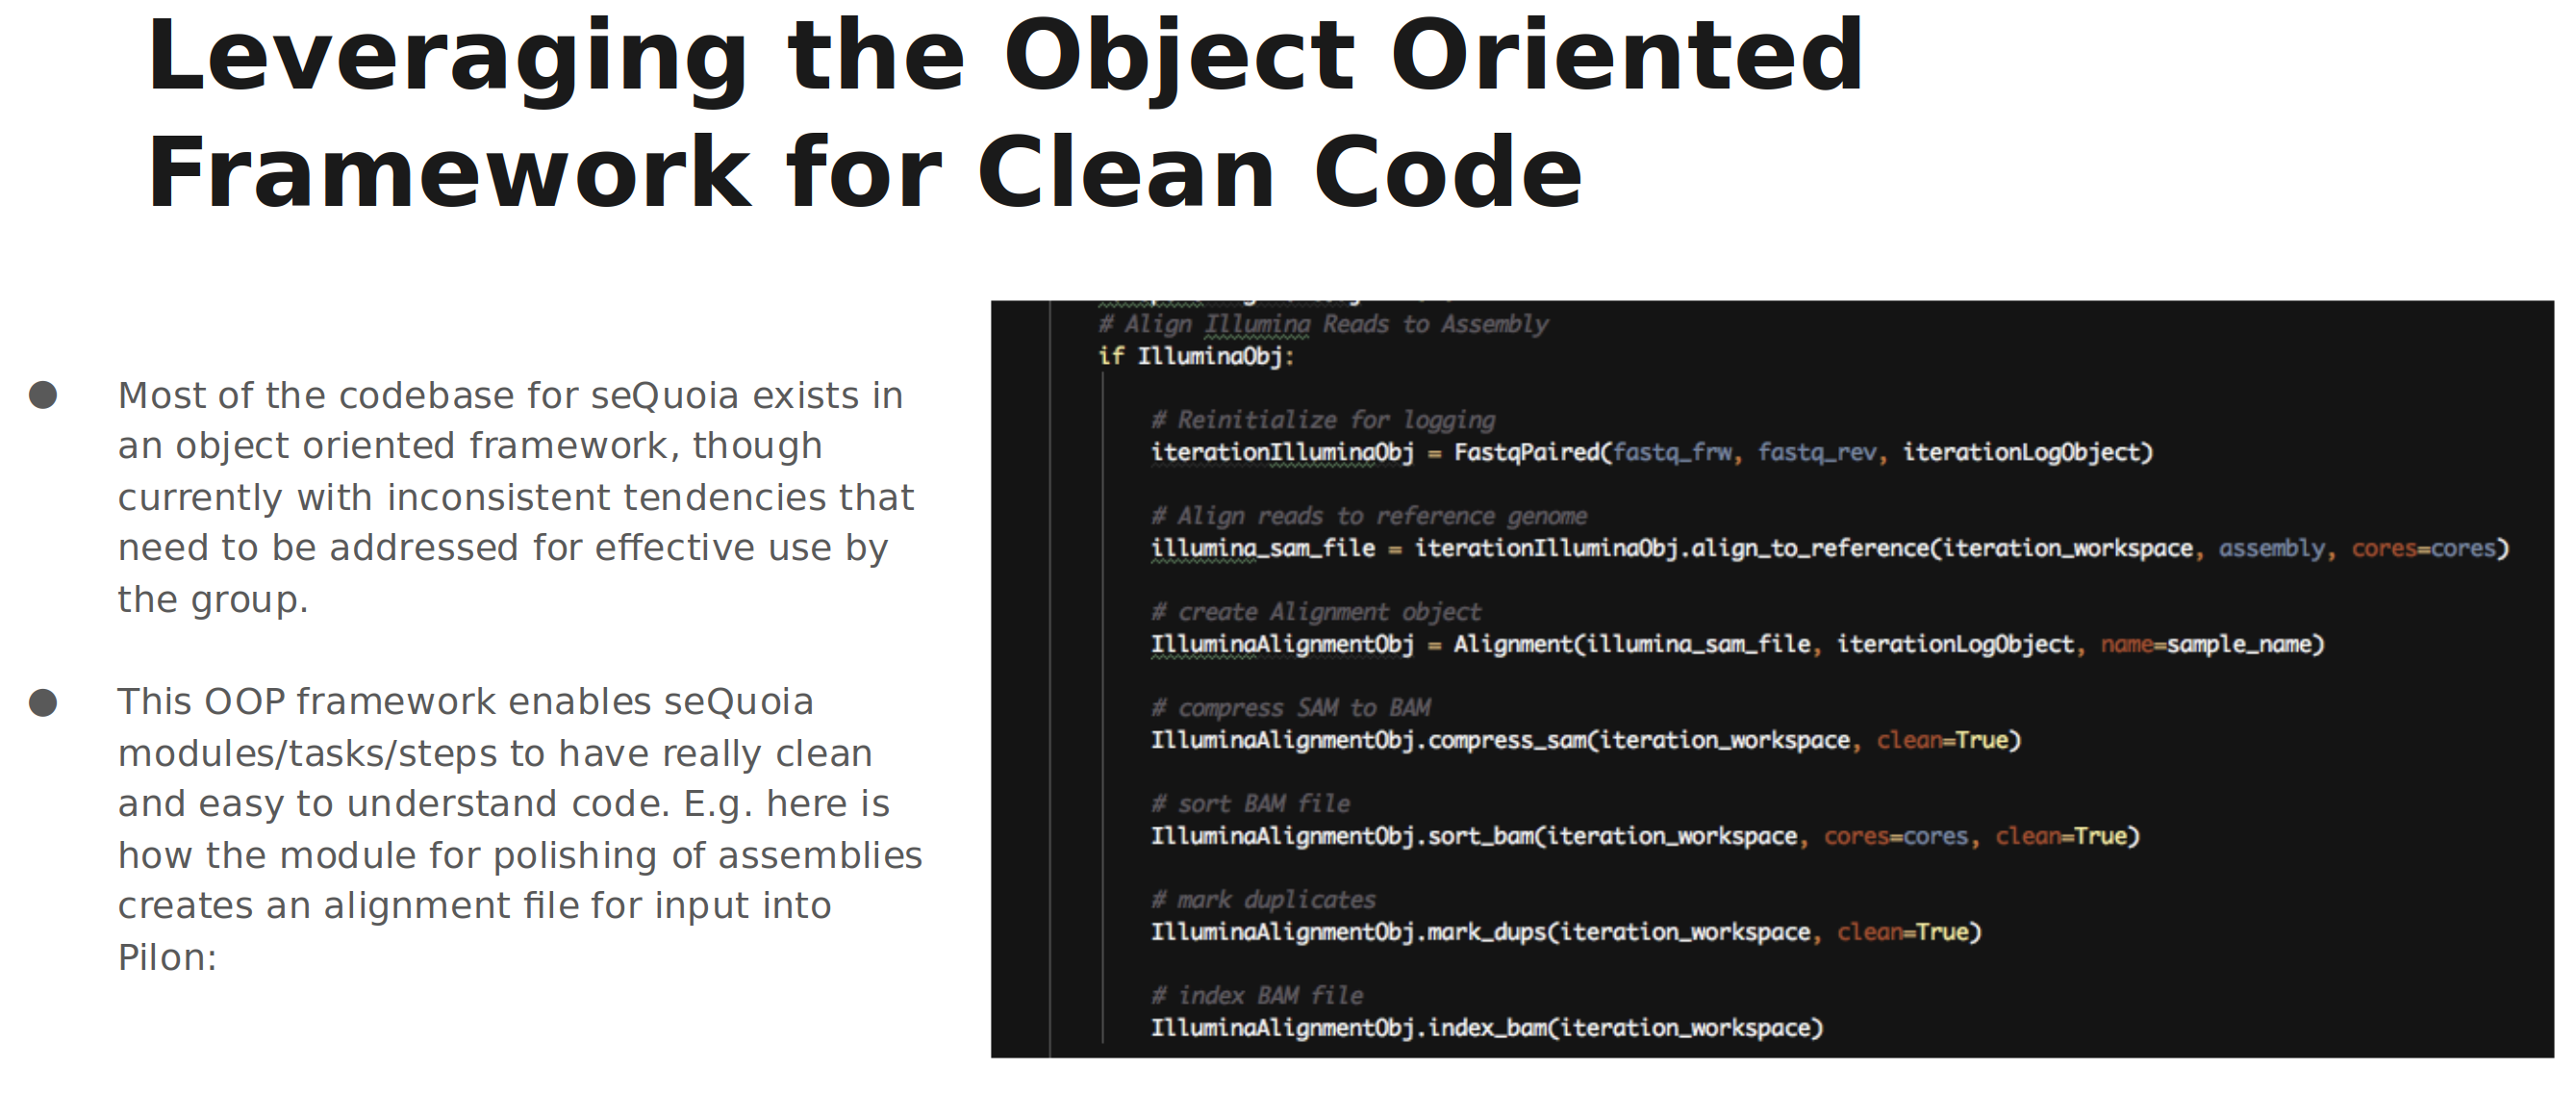 Leveraging the Object Oriented
Framework for Clean Code
● Most of the codebase for seQuoia exists in
an object oriented framework, though
currently with inconsistent tendencies that
need to be addressed for effective use by
the group.
● This OOP framework enables seQuoia
modules/tasks/steps to have really clean
and easy to understand code. E.g. here is
how the module for polishing of assemblies
creates an alignment file for input into
Pilon:
# Align Illumina Reads to Assembly
if IlluminaObj:
# Reinitialize for logging
iterationIlluminaObj = FastqPaired(fastq_frw, fastq_rev, iterationLogObject)
# Align reads to reference genome
illumina_sam_file = iterationIlluminaObj.align_to_reference(iteration_workspace, assembly, cores=cores)
# create Alignment object
IlluminaAlignmentObj = Alignment(illumina_sam_file, iterationLogObject, name=sample_name)
# compress SAM to BAM
IlluminaAlignmentObj.compress_sam(iteration_workspace, clean=True)
# sort BAM file
IlluminaAlignmentObj.sort_bam(iteration_workspace, cores=cores, clean=True)
# mark duplicates
IlluminaAlignmentObj.mark_dups(iteration_workspace, clean=True)
# index BAM file
IlluminaAlignmentObj.index_bam(iteration_workspace)